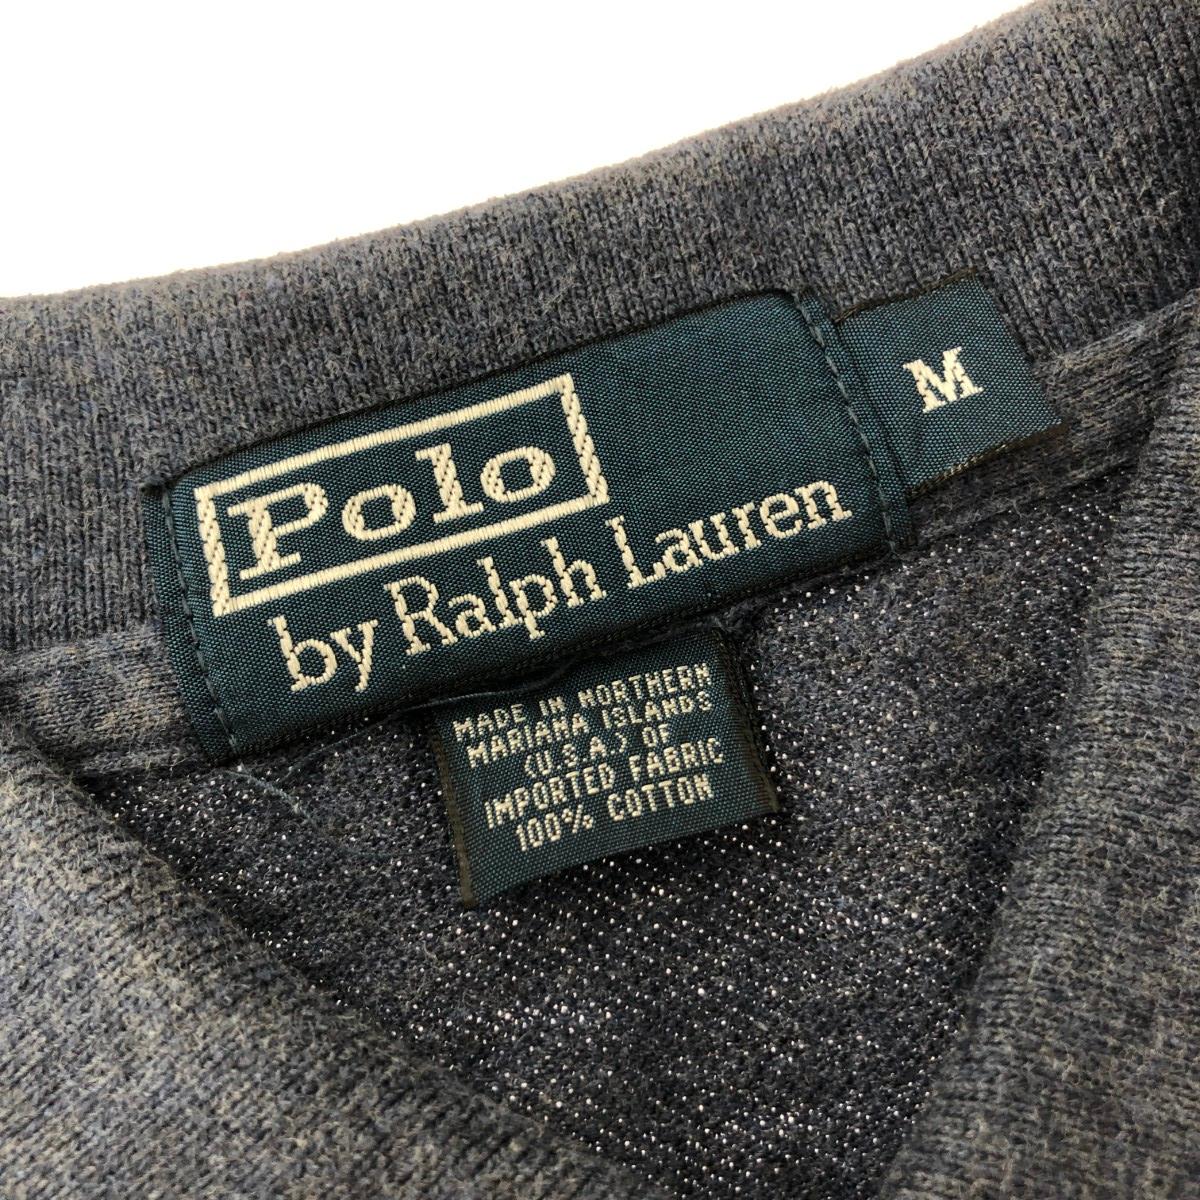 Polo
by Ralph Lauren
M
MADE IN NORTHERN
MARIANA ISLANDS
(U.S.A.) OF
IMPORTED FABRIC
100% COTTON